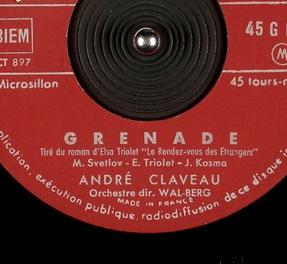 BIEM
45 G
CT 897
Microsillon
45 tours
GRENADE
Tiré du roman d'Elsa Triolet "Le Rendez-vous des Etrangers"
M. Svetlov - E. Triolet - J. Kosma
ANDRÉ CLAVEAU
Orchestre dir. WAL-BERG
MADE IN FRANCE
exécution publique, radiodiffusion de ce disque